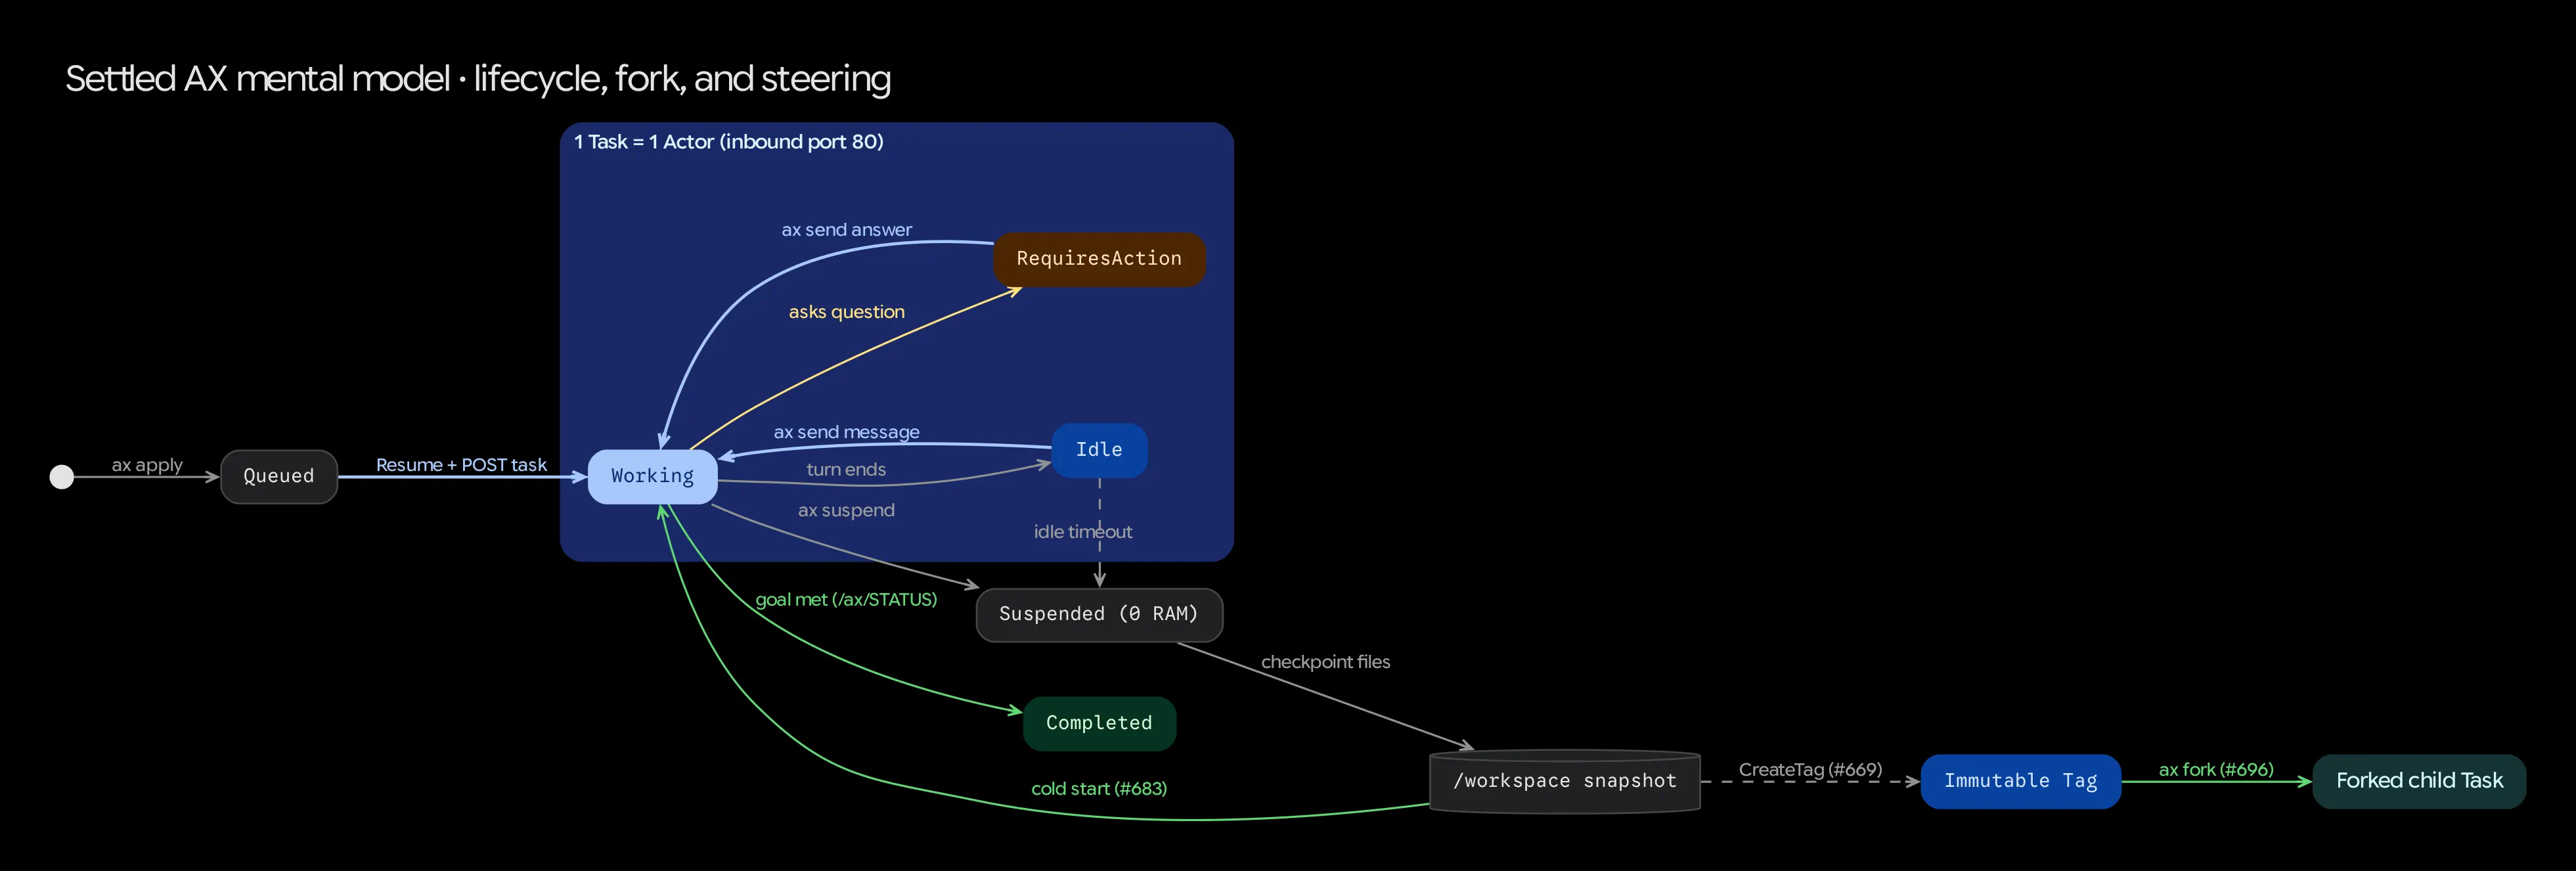 Settled AX mental model · lifecycle, fork, and steering
1 Task = 1 Actor (inbound port 80)
ax send answer
RequiresAction
asks question
ax send message
Idle
ax apply
Queued
Resume + POST task
Working
turn ends
ax suspend
idle timeout
goal met (/ax/STATUS)
Suspended (0 RAM)
checkpoint files
Completed
cold start (#683)
/workspace snapshot
CreateTag (#669)
Immutable Tag
ax fork (#696)
Forked child Task